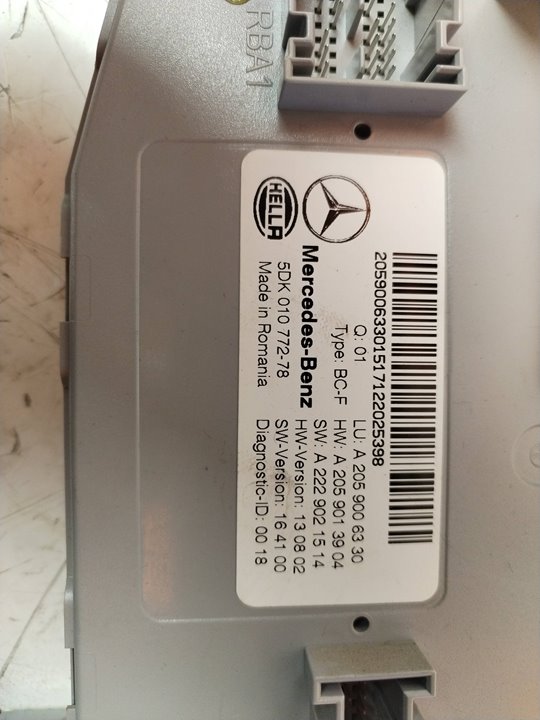 RBA1
20590063301517122025398
Q: 01 LU: A 205 900 63 30
Type: BC-F HW: A 205 901 39 04
SW: A 222 902 15 14
Mercedes-Benz HW-Version: 13 08 02
HELLA 5DK 010 772-78 SW-Version: 16 41 00
Made in Romania Diagnostic-ID: 00 18